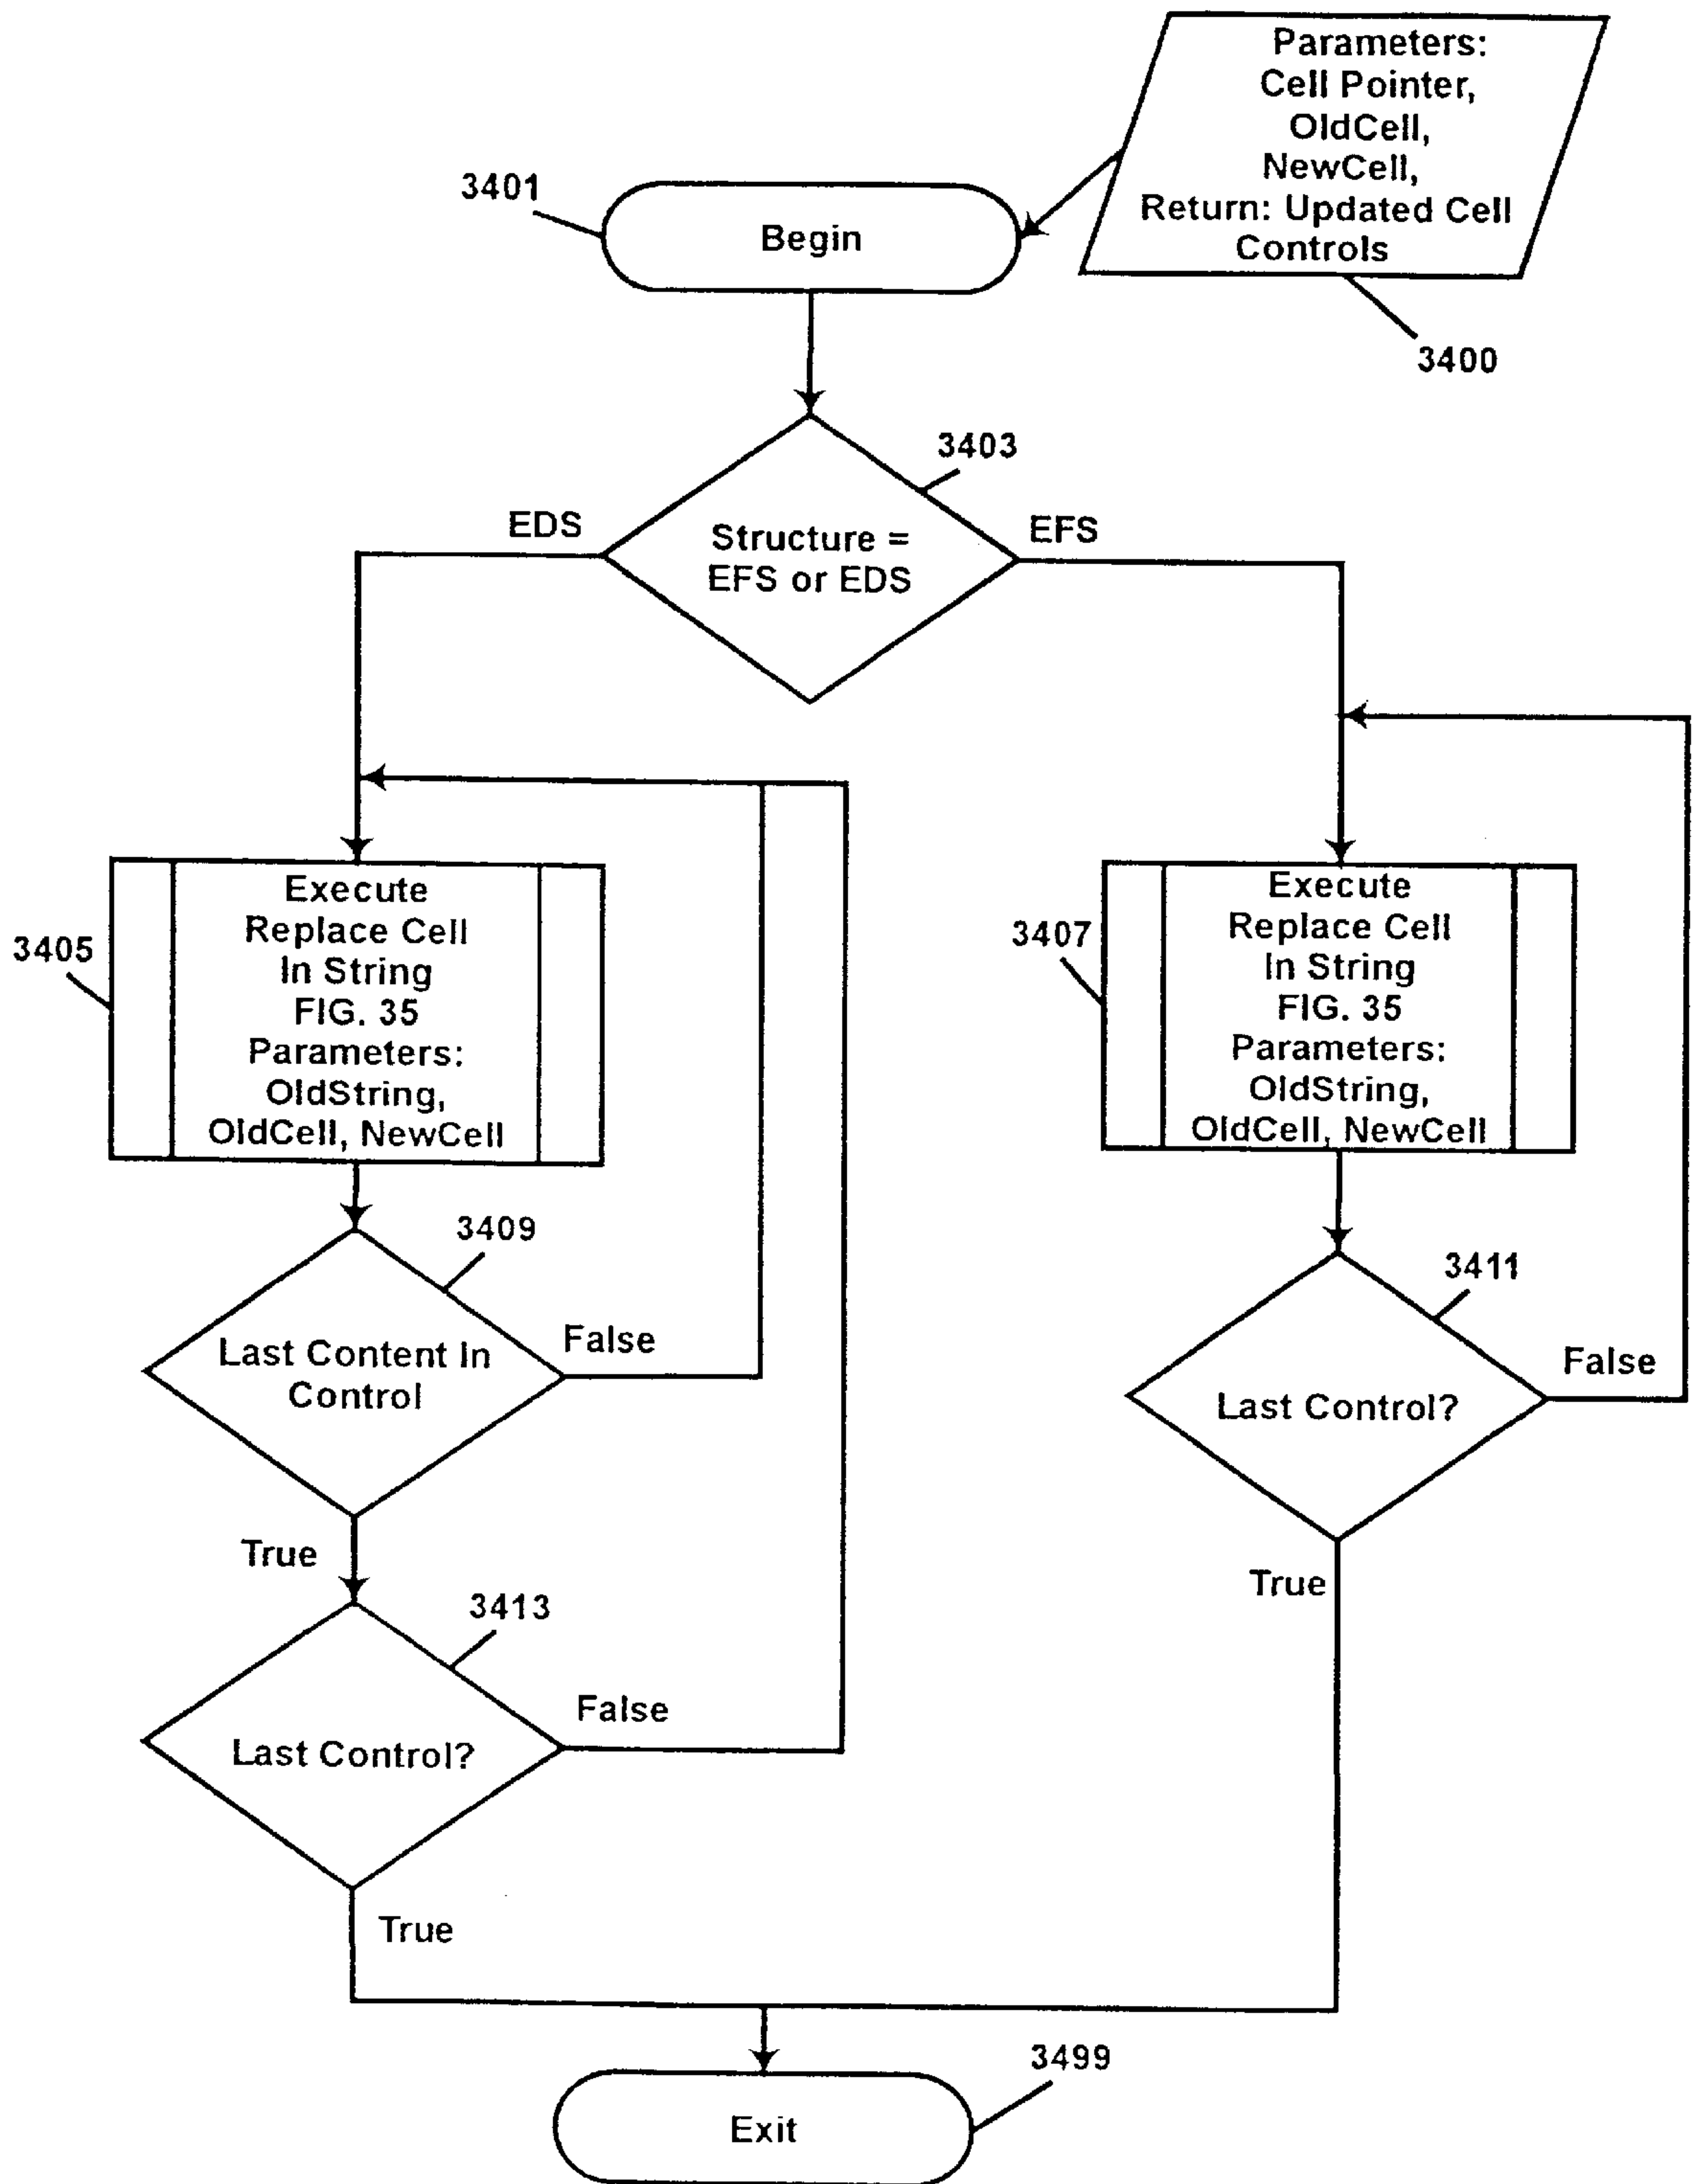 Parameters:
Cell Pointer,
OldCell,
NewCell,
Return: Updated Cell
Controls
3400
3401
Begin
3403
Structure =
EFS or EDS
EDS
EFS
3405
Execute
Replace Cell
In String
FIG. 35
Parameters:
OldString,
OldCell, NewCell
3407
Execute
Replace Cell
In String
FIG. 35
Parameters:
OldString,
OldCell, NewCell
3409
Last Content In
Control
False
True
3411
Last Control?
False
True
3413
Last Control?
False
True
3499
Exit